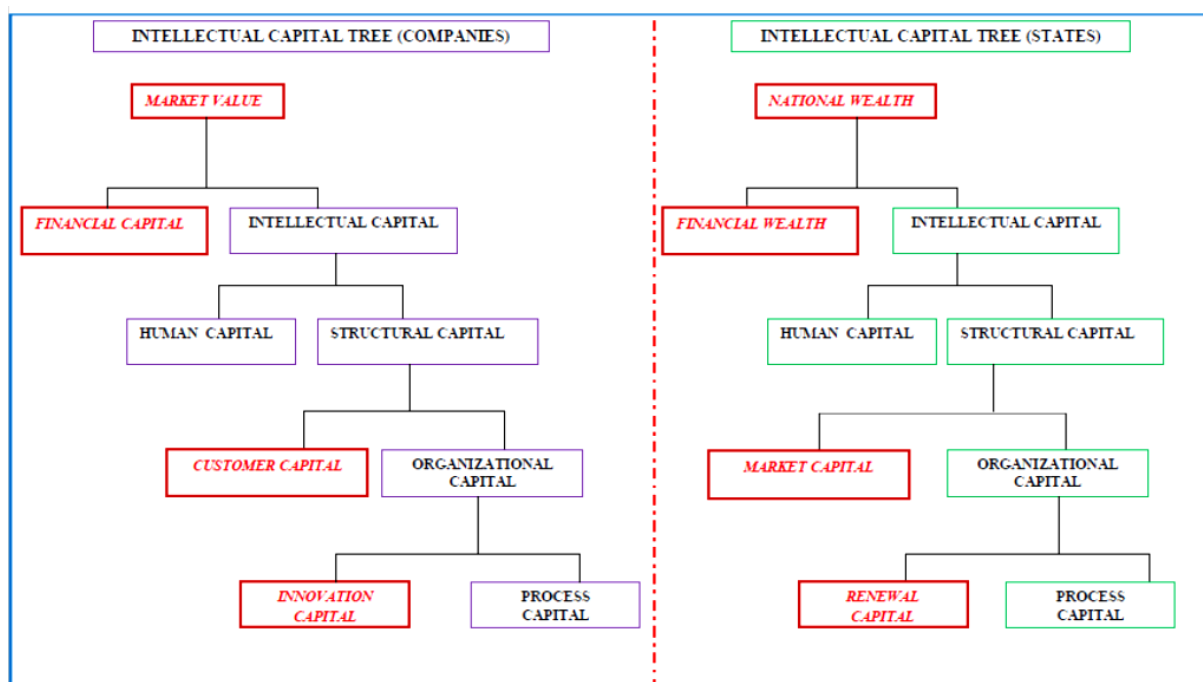 INTELLECTUAL CAPITAL TREE (COMPANIES)
MARKET VALUE
FINANCIAL CAPITAL
INTELLECTUAL CAPITAL
HUMAN CAPITAL
STRUCTURAL CAPITAL
CUSTOMER CAPITAL
ORGANIZATIONAL
CAPITAL
INNOVATION
CAPITAL
PROCESS
CAPITAL
INTELLECTUAL CAPITAL TREE (STATES)
NATIONAL WEALTH
FINANCIAL WEALTH
INTELLECTUAL CAPITAL
HUMAN CAPITAL
STRUCTURAL CAPITAL
MARKET CAPITAL
ORGANIZATIONAL
CAPITAL
RENEWAL
CAPITAL
PROCESS
CAPITAL